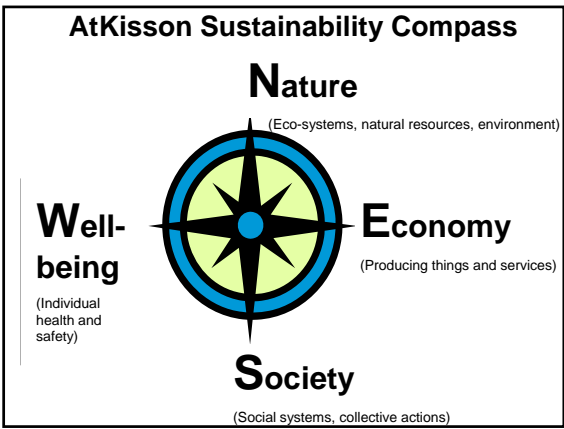 AtKisson Sustainability Compass
Nature
(Eco-systems, natural resources, environment)
Well-
being
(Individual
health and
safety)
Economy
(Producing things and services)
Society
(Social systems, collective actions)